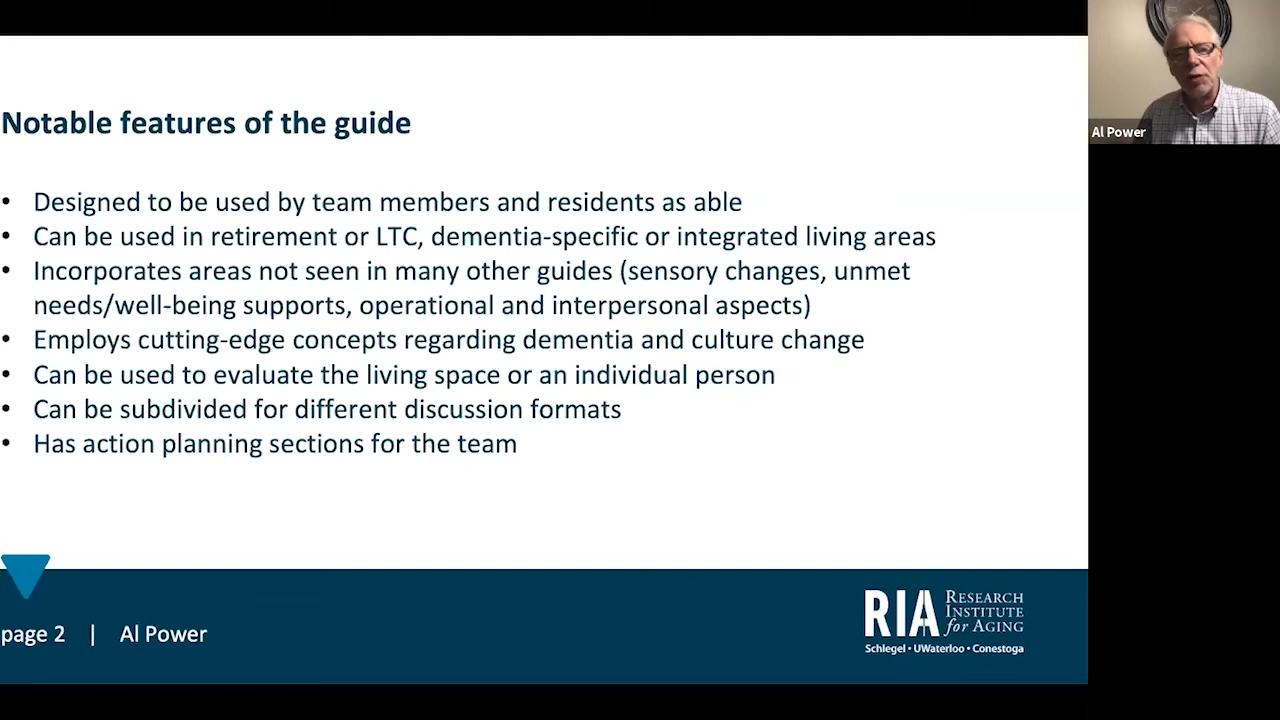 Notable features of the guide
• Designed to be used by team members and residents as able
• Can be used in retirement or LTC, dementia-specific or integrated living areas
• Incorporates areas not seen in many other guides (sensory changes, unmet
needs/well-being supports, operational and interpersonal aspects)
• Employs cutting-edge concepts regarding dementia and culture change
• Can be used to evaluate the living space or an individual person
• Can be subdivided for different discussion formats
• Has action planning sections for the team
page 2 | Al Power
RIA RESEARCH
INSTITUTE
for AGING
Schlegel • UWaterloo • Conestoga
Al Power